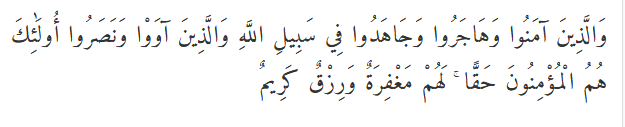 وَالَّذِينَ آمَنُوا وَهَاجَرُوا وَجَاهَدُوا فِي سَبِيلِ اللَّهِ وَالَّذِينَ آوَوْا وَنَصَرُوا أُولَٰئِكَ
هُمُ الْمُؤْمِنُونَ حَقًّا ۚ لَهُمْ مَغْفِرَةٌ وَرِزْقٌ كَرِيمٌ